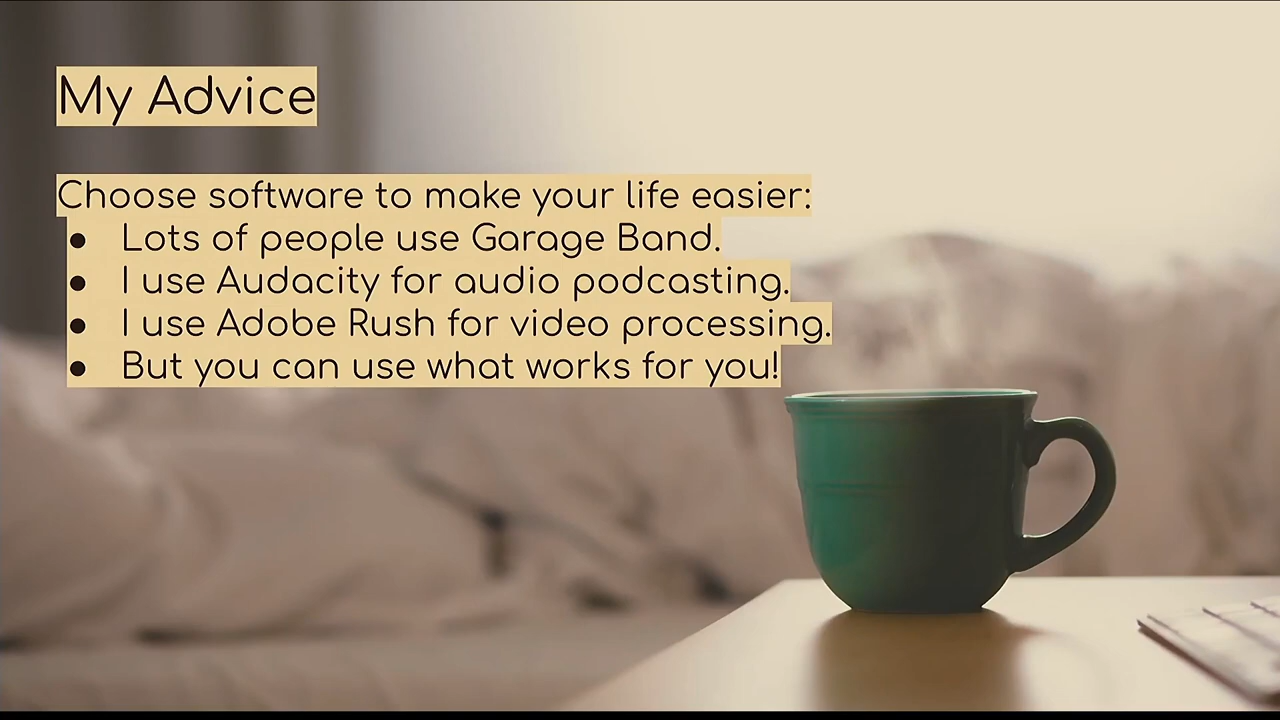 My Advice
Choose software to make your life easier:
● Lots of people use Garage Band.
● I use Audacity for audio podcasting.
● I use Adobe Rush for video processing.
● But you can use what works for you!